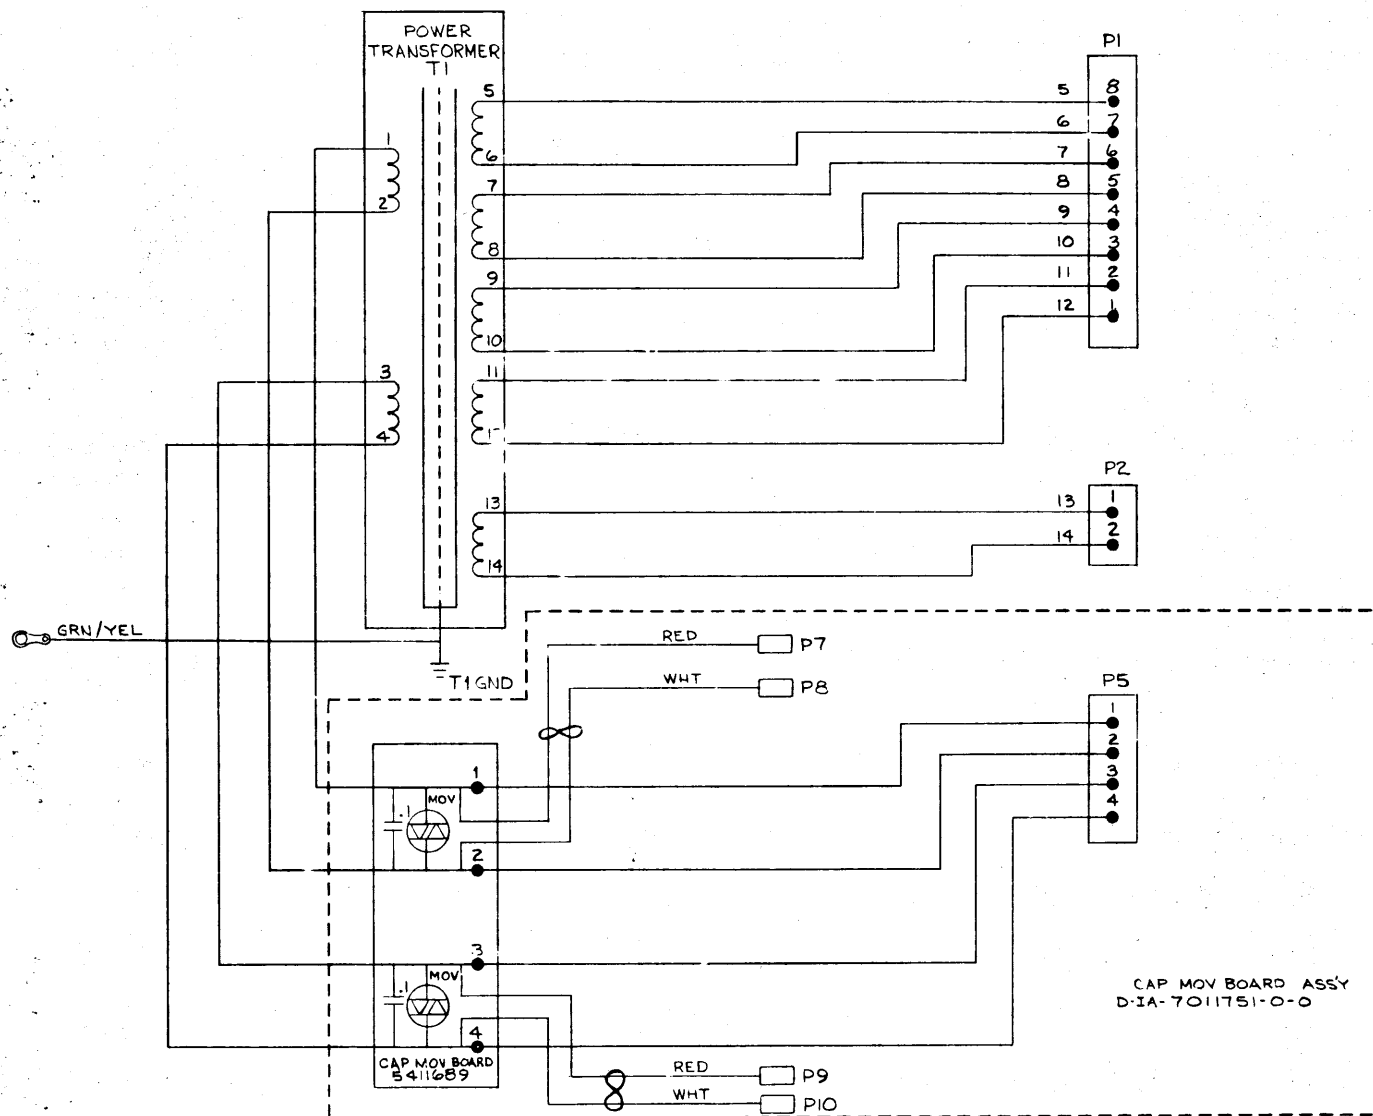 POWER
TRANSFORMER
T1
P1
1
2
3
4
5
6
7
8
9
10
11
13
14
5
6
7
8
9
10
11
12
8
7
6
5
4
3
2
1
P2
13
14
1
2
GRN/YEL
T1 GND
RED
P7
WHT
P8
P5
1
2
3
4
1
MOV
.1
2
3
MOV
.1
4
CAP MOV BOARD
5411689
RED
P9
WHT
P10
CAP MOV BOARD ASS'Y
D-IA-7011751-0-0